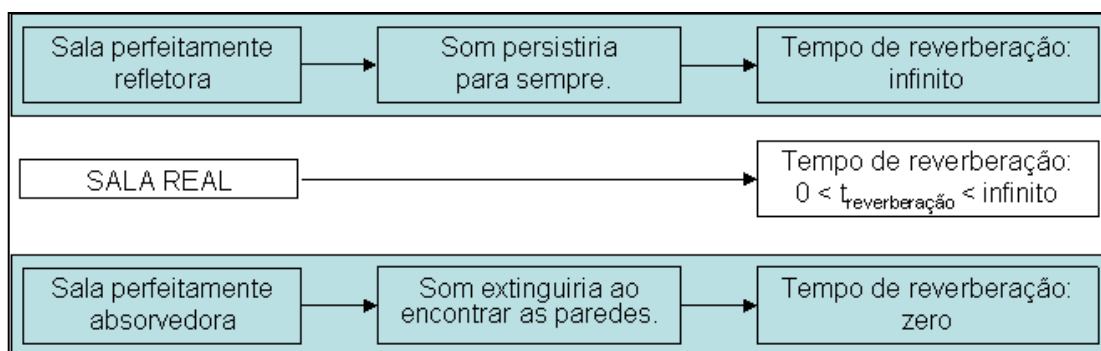 Sala perfeitamente
refletora
Som persistiria
para sempre.
Tempo de reverberação:
infinito
SALA REAL
Tempo de reverberação:
0 < treverberação < infinito
Sala perfeitamente
absorvedora
Som extinguiria ao
encontrar as paredes.
Tempo de reverberação:
zero